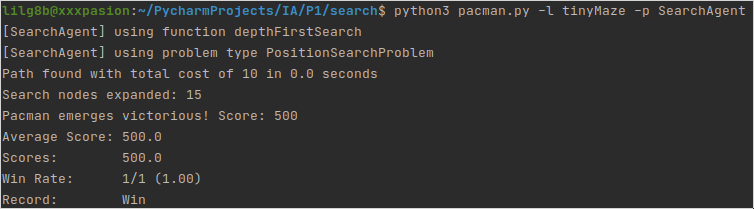 lilg8b@xxxpasion:~/PycharmProjects/IA/P1/search$ python3 pacman.py -l tinyMaze -p SearchAgent
[SearchAgent] using function depthFirstSearch
[SearchAgent] using problem type PositionSearchProblem
Path found with total cost of 10 in 0.0 seconds
Search nodes expanded: 15
Pacman emerges victorious! Score: 500
Average Score: 500.0
Scores:        500.0
Win Rate:      1/1 (1.00)
Record:        Win